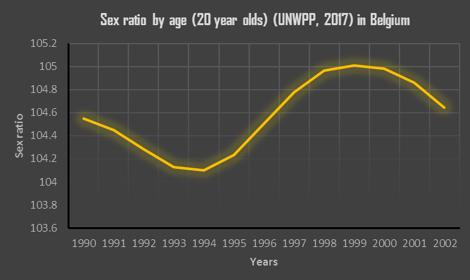 Sex ratio by age (20 year olds) (UNWPP, 2017) in Belgium
105.2
105
104.8
104.6
104.4
104.2
104
103.8
103.6
Sex ratio
1990 1991 1992 1993 1994 1995 1996 1997 1998 1999 2000 2001 2002
Years